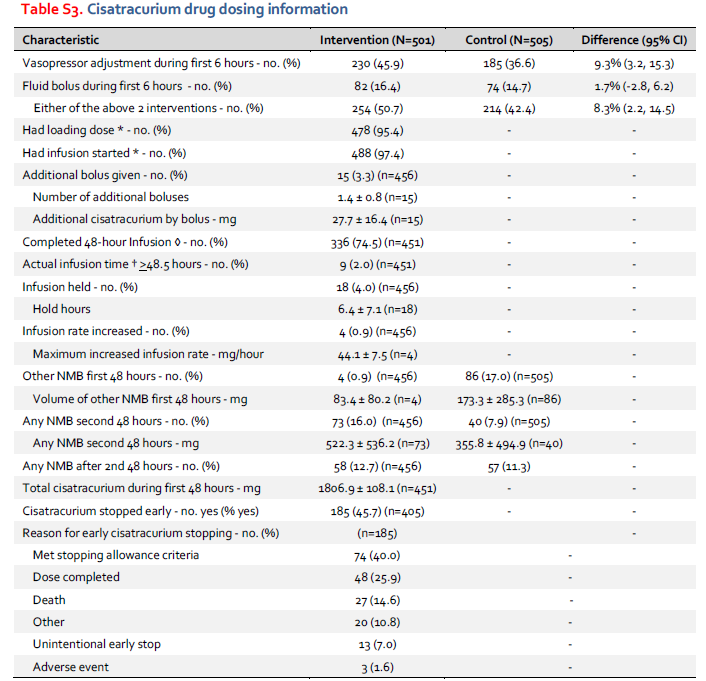 Table S3. Cisatracurium drug dosing information
Characteristic Intervention (N=501) Control (N=505) Difference (95% CI)
Vasopressor adjustment during first 6 hours - no. (%) 230 (45.9) 185 (36.6) 9.3% (3.2, 15.3)
Fluid bolus during first 6 hours - no. (%) 82 (16.4) 74 (14.7) 1.7% (-2.8, 6.2)
Either of the above 2 interventions - no. (%) 254 (50.7) 214 (42.4) 8.3% (2.2, 14.5)
Had loading dose * - no. (%) 478 (95.4) - -
Had infusion started * - no. (%) 488 (97.4) - -
Additional bolus given - no. (%) 15 (3.3) (n=456) - -
Number of additional boluses 1.4 ± 0.8 (n=15) - -
Additional cisatracurium by bolus - mg 27.7 ± 16.4 (n=15) - -
Completed 48-hour Infusion ◊ - no. (%) 336 (74.5) (n=451) - -
Actual infusion time † >48.5 hours - no. (%) 9 (2.0) (n=451) - -
Infusion held - no. (%) 18 (4.0) (n=456) - -
Hold hours 6.4 ± 7.1 (n=18) - -
Infusion rate increased - no. (%) 4 (0.9) (n=456) - -
Maximum increased infusion rate - mg/hour 44.1 ± 7.5 (n=4) - -
Other NMB first 48 hours - no. (%) 4 (0.9) (n=456) 86 (17.0) (n=505) -
Volume of other NMB first 48 hours - mg 83.4 ± 80.2 (n=4) 173.3 ± 285.3 (n=86) -
Any NMB second 48 hours - no. (%) 73 (16.0) (n=456) 40 (7.9) (n=505) -
Any NMB second 48 hours - mg 522.3 ± 536.2 (n=73) 355.8 ± 494.9 (n=40) -
Any NMB after 2nd 48 hours - no. (%) 58 (12.7) (n=456) 57 (11.3) -
Total cisatracurium during first 48 hours - mg 1806.9 ± 108.1 (n=451) - -
Cisatracurium stopped early - no. yes (% yes) 185 (45.7) (n=405) - -
Reason for early cisatracurium stopping - no. (%) (n=185) -
Met stopping allowance criteria 74 (40.0) -
Dose completed 48 (25.9) -
Death 27 (14.6) -
Other 20 (10.8) -
Unintentional early stop 13 (7.0) -
Adverse event 3 (1.6) -